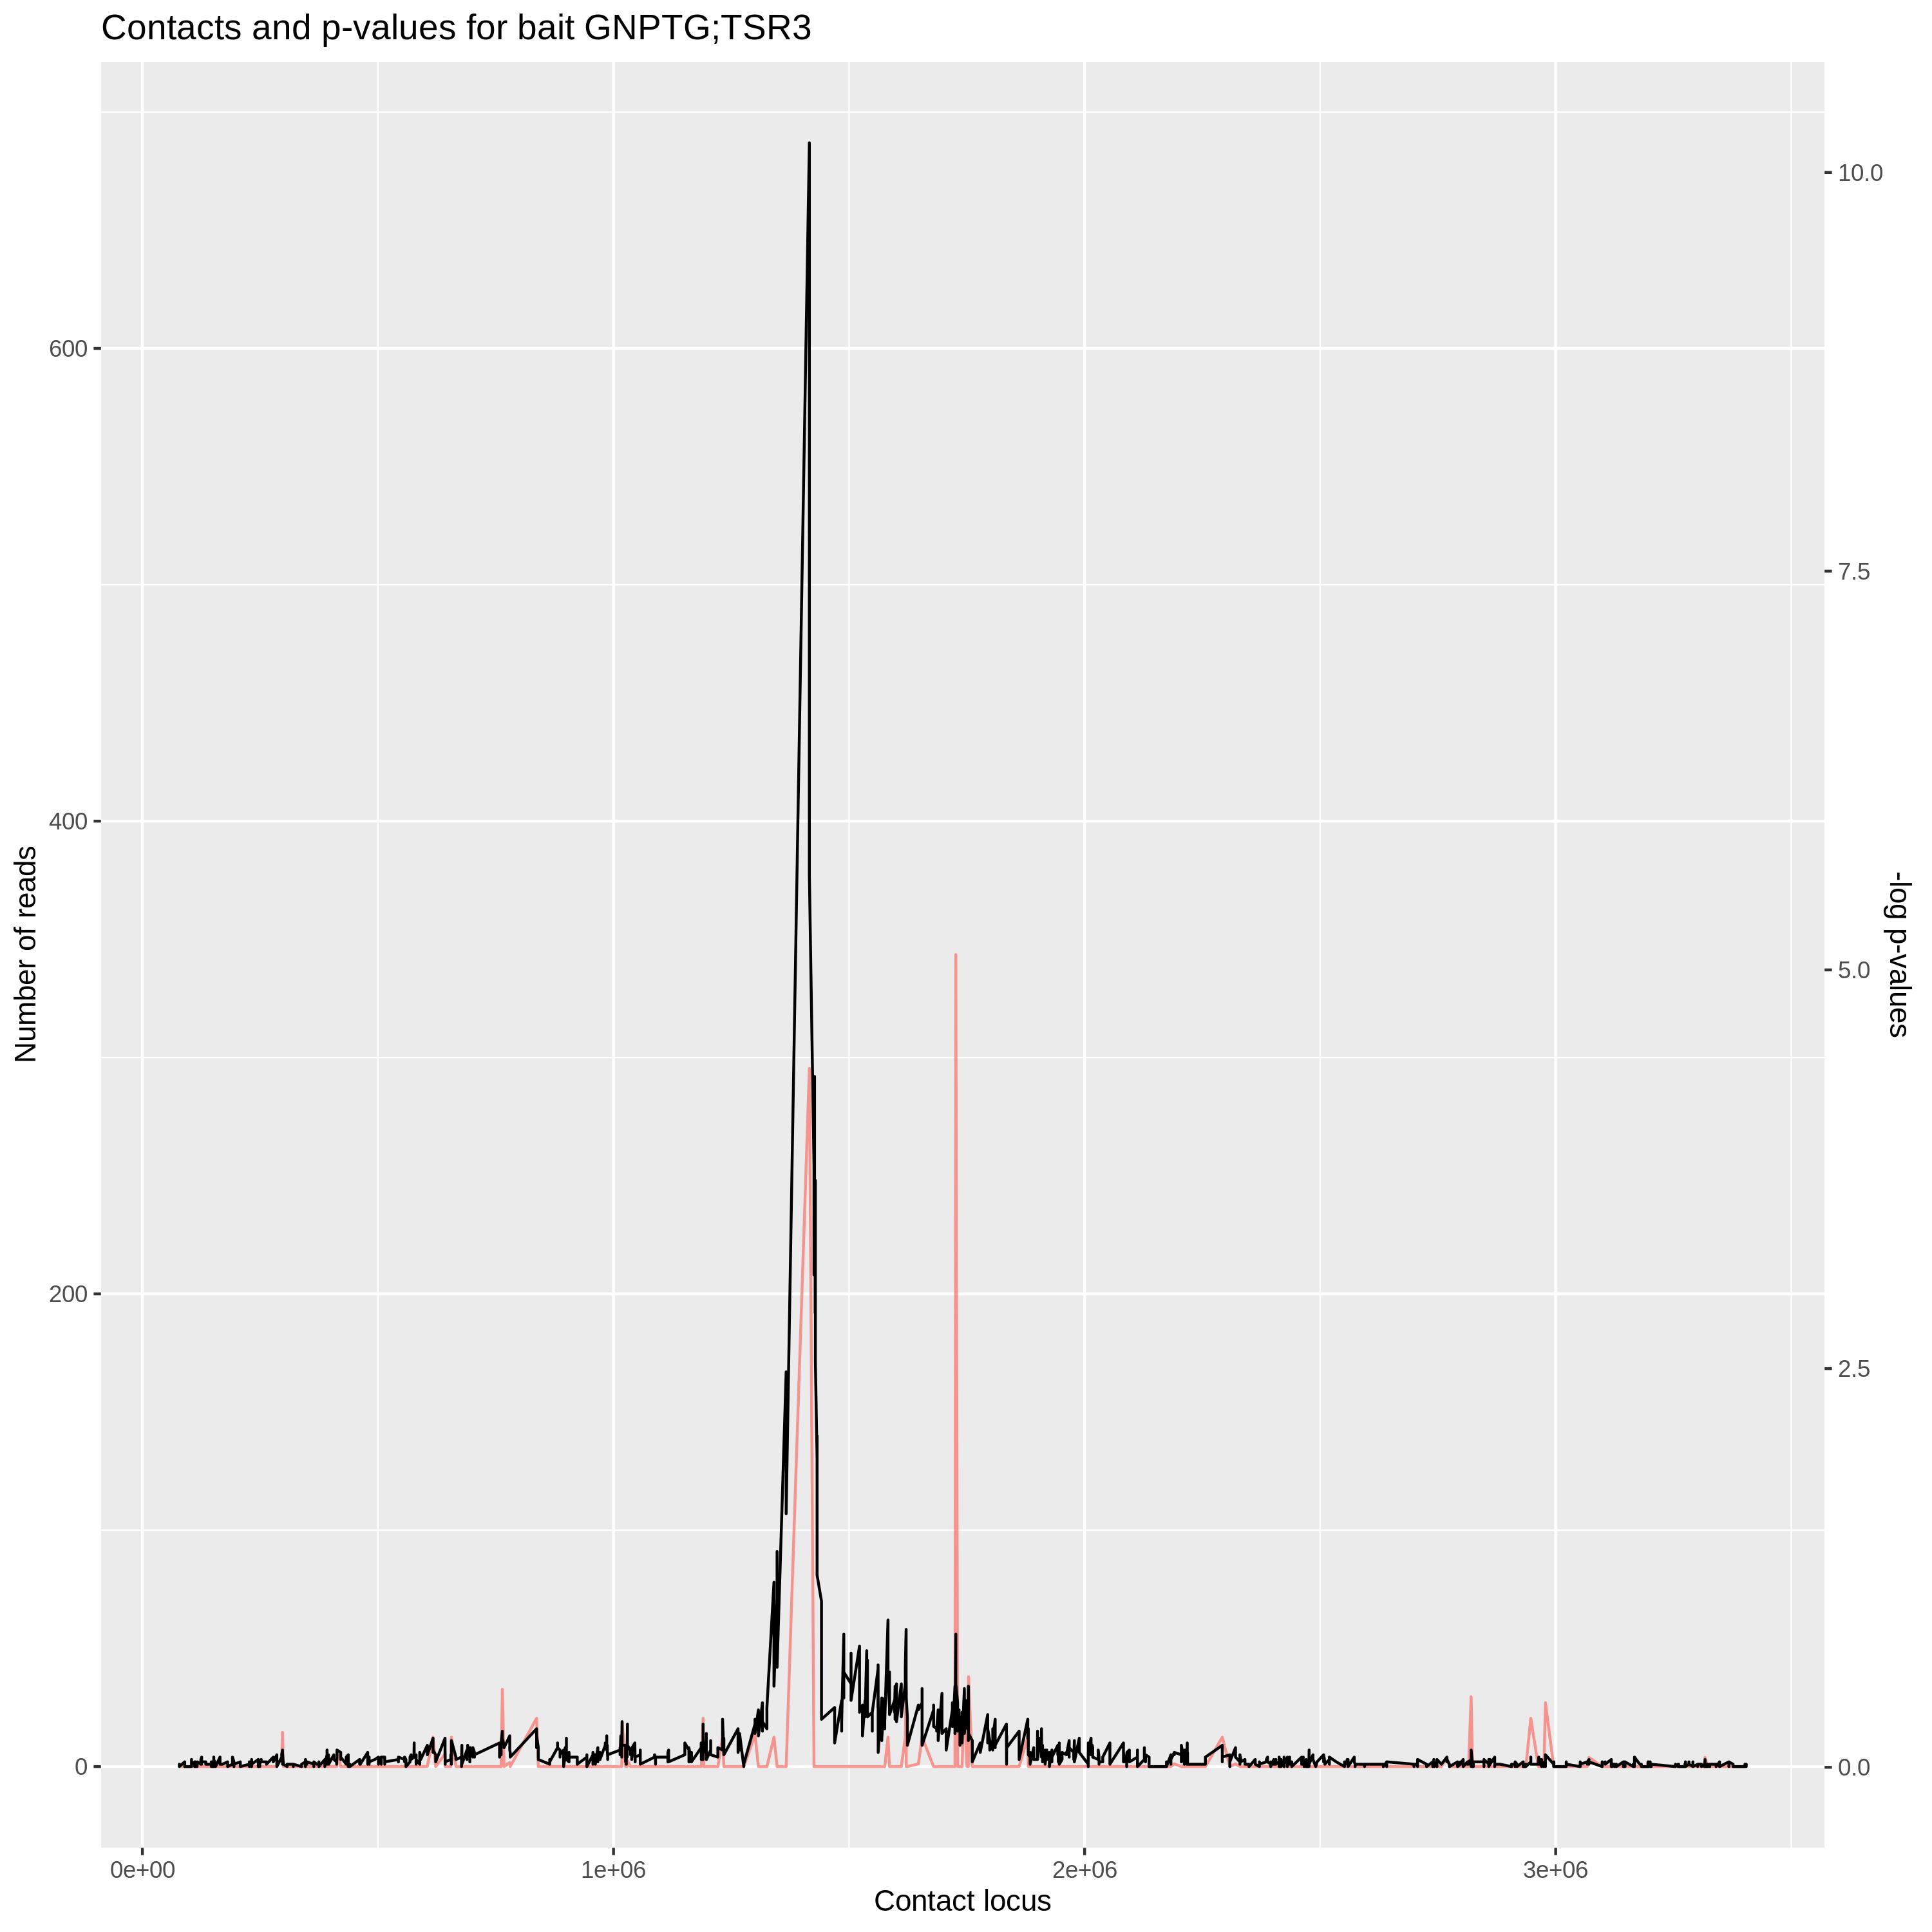 Contacts and p-values for bait GNPTG;TSR3
Number of reads
600
400
200
0
10.0
7.5
5.0
2.5
0.0
-log p-values
0e+00
1e+06
2e+06
3e+06
Contact locus